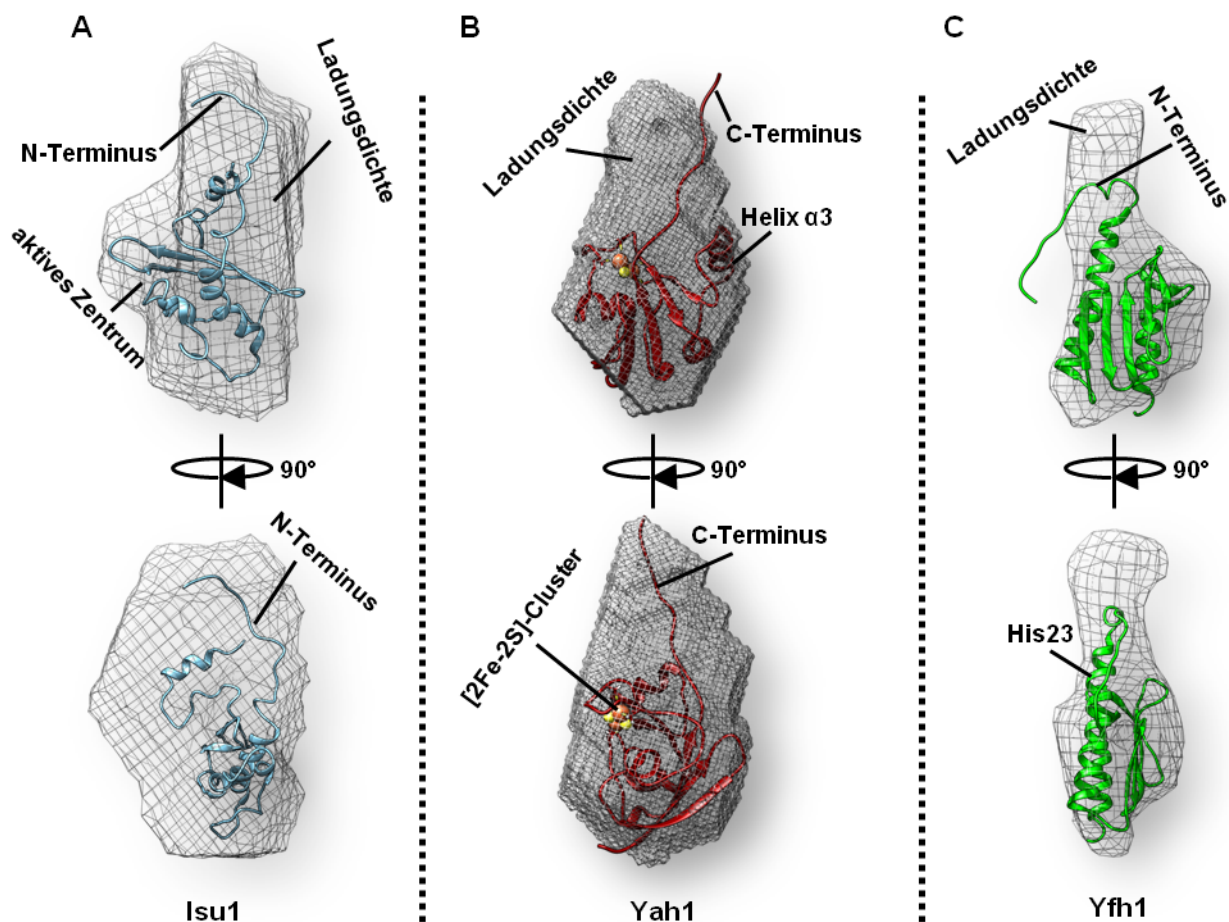 A
N-Terminus
Ladungsdichte
aktives Zentrum
90°
N-Terminus
Isu1
B
Ladungsdichte
C-Terminus
Helix α3
90°
C-Terminus
[2Fe-2S]-Cluster
Yah1
C
Ladungsdichte
N-Terminus
90°
His23
Yfh1